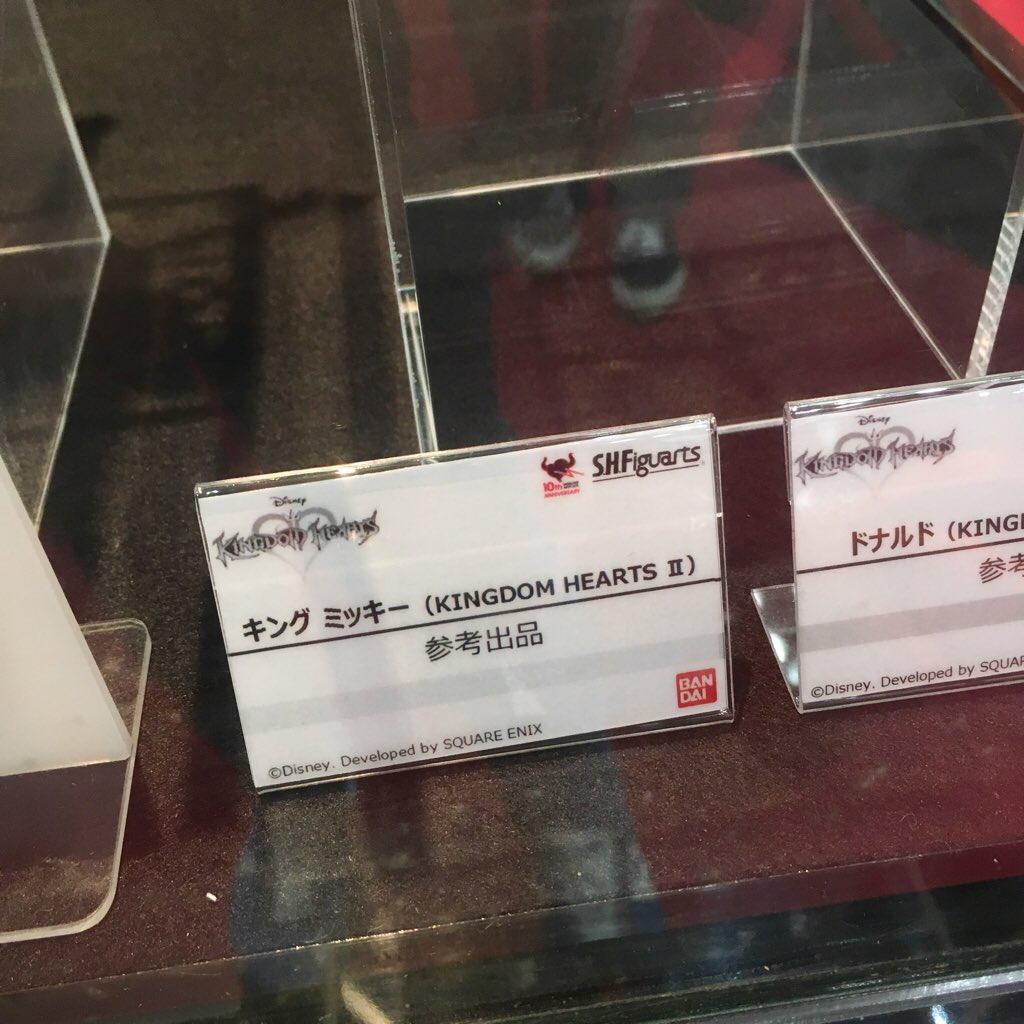 Disney
KINGDOM HEARTS
10th
ANNIVERSARY
S.H.Figuarts
キング ミッキー（KINGDOM HEARTS Ⅱ）
参考出品
BAN
DAI
©Disney. Developed by SQUARE ENIX
Disney
KINGDOM HEARTS
ドナルド（KING
参考
©Disney. Developed by SQUAR